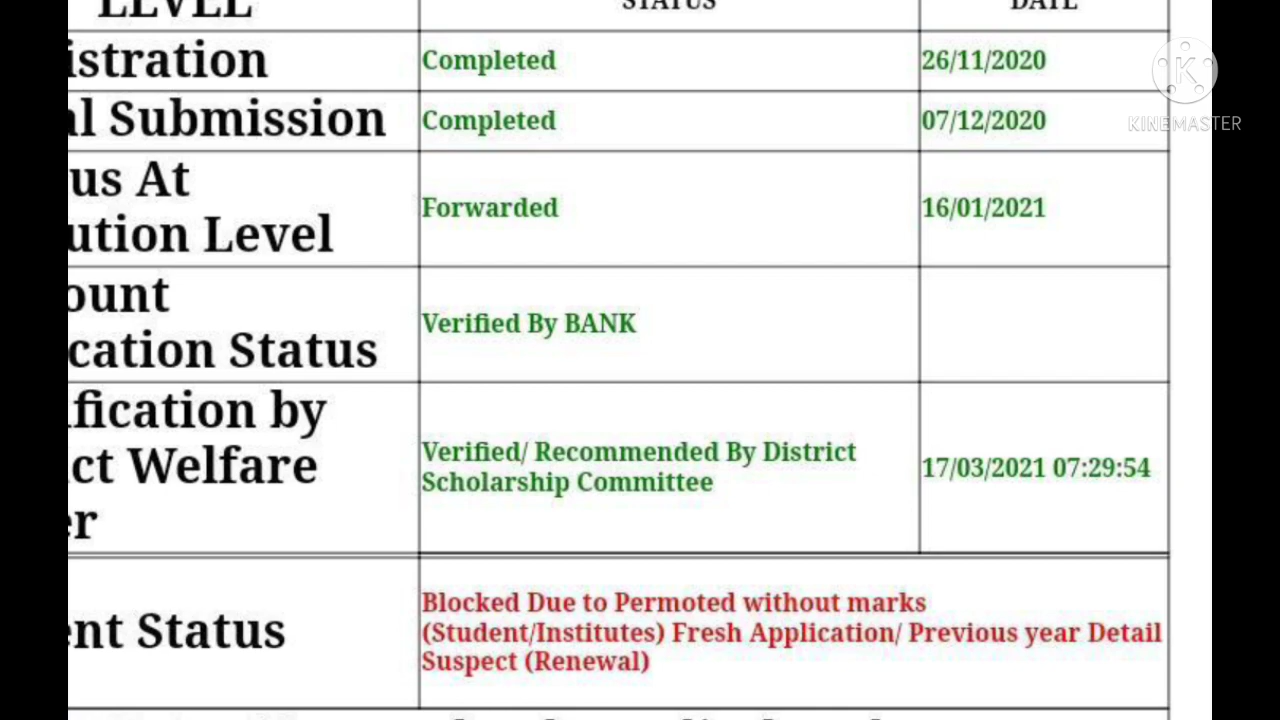 LEVEL STATUS DATE
istration Completed 26/11/2020
al Submission Completed 07/12/2020
us At
ution Level Forwarded 16/01/2021
ount
cation Status Verified By BANK
ification by
ct Welfare
er Verified/ Recommended By District
Scholarship Committee 17/03/2021 07:29:54
ent Status Blocked Due to Permoted without marks
(Student/Institutes) Fresh Application/ Previous year Detail
Suspect (Renewal)
K
KINEMASTER